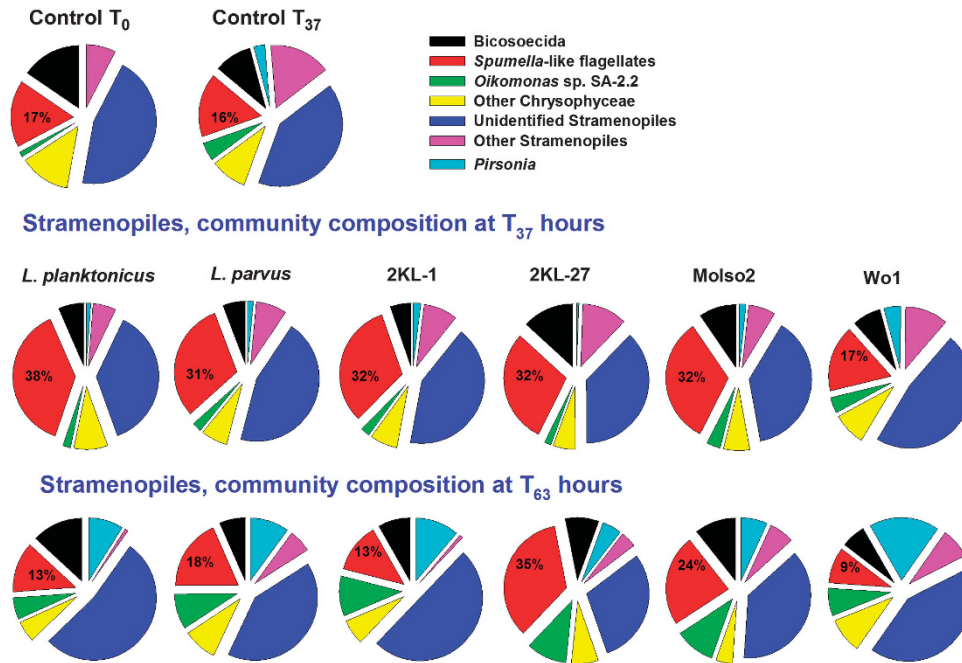 Control T0
Control T37
Bicosoecida
Spumella-like flagellates
Oikomonas sp. SA-2.2
Other Chrysophyceae
Unidentified Stramenopiles
Other Stramenopiles
Pirsonia
17%
16%
Stramenopiles, community composition at T37 hours
L. planktonicus
L. parvus
2KL-1
2KL-27
Molso2
Wo1
38%
31%
32%
32%
32%
17%
Stramenopiles, community composition at T63 hours
13%
18%
13%
35%
24%
9%